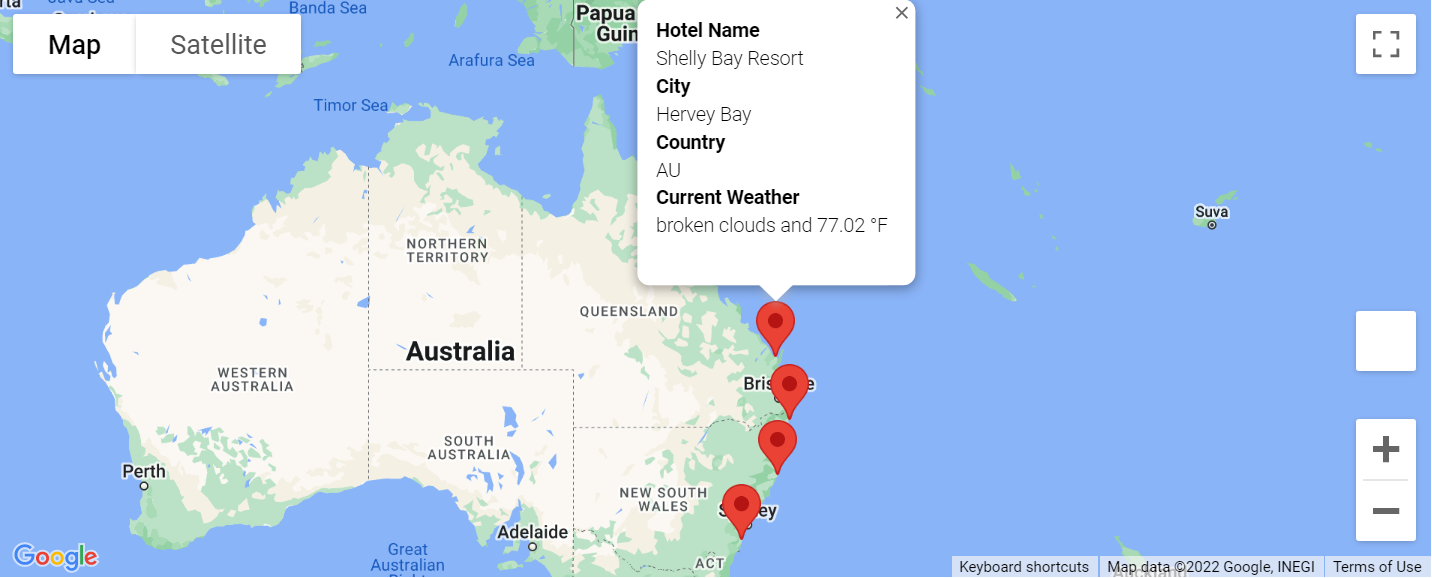 Banda Sea
Papua
Guin
Arafura Sea
Timor Sea
Map
Satellite
Hotel Name
Shelly Bay Resort
City
Hervey Bay
Country
AU
Current Weather
broken clouds and 77.02 °F
Suva
NORTHERN
TERRITORY
QUEENSLAND
Australia
WESTERN
AUSTRALIA
SOUTH
AUSTRALIA
Perth
NEW SOUTH
WALES
Adelaide
ACT
Great
Australian
Google
Keyboard shortcuts
Map data ©2022 Google, INEGI
Terms of Use